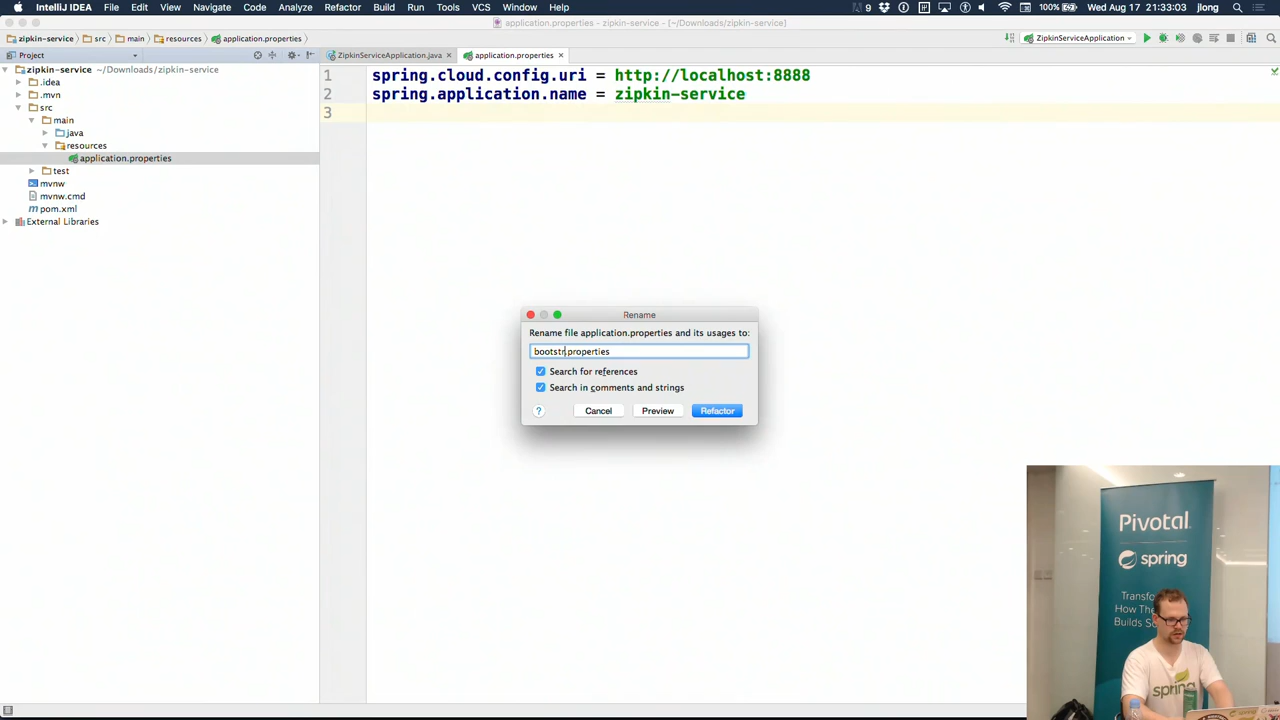 IntelliJ IDEA File Edit View Navigate Code Analyze Refactor Build Run Tools VCS Window Help 9 100% Wed Aug 17 21:33:03 jlong
application.properties - zipkin-service - [~/Downloads/zipkin-service]
zipkin-service src main resources application.properties ZipkinServiceApplication
Project ZipkinServiceApplication.java application.properties
zipkin-service ~/Downloads/zipkin-service
.idea
.mvn
src
main
java
resources
application.properties
test
mvnw
mvnw.cmd
pom.xml
External Libraries
1 spring.cloud.config.uri = http://localhost:8888
2 spring.application.name = zipkin-service
3
Rename
Rename file application.properties and its usages to:
bootstr.properties
Search for references
Search in comments and strings
? Cancel Preview Refactor
Pivotal
spring
Transfo
How The
Builds S
spring